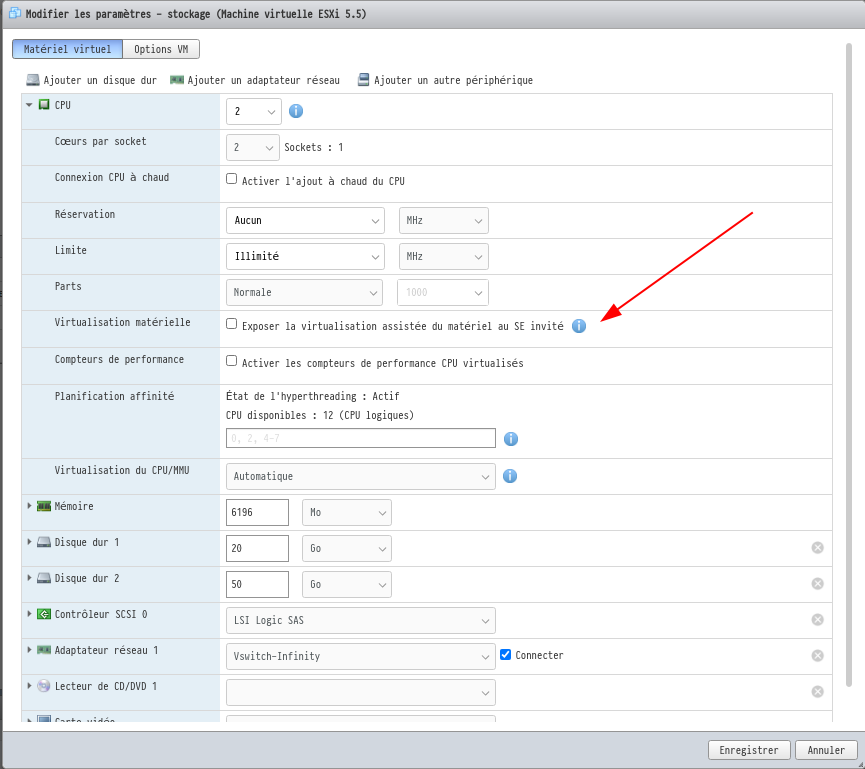 Modifier les paramètres - stockage (Machine virtuelle ESXi 5.5)
Matériel virtuel Options VM
Ajouter un disque dur Ajouter un adaptateur réseau Ajouter un autre périphérique
CPU 2
Cœurs par socket 2 Sockets : 1
Connexion CPU à chaud Activer l'ajout à chaud du CPU
Réservation Aucun MHz
Limite Illimité MHz
Parts Normale 1000
Virtualisation matérielle Exposer la virtualisation assistée du matériel au SE invité
Compteurs de performance Activer les compteurs de performance CPU virtualisés
Planification affinité État de l'hyperthreading : Actif
CPU disponibles : 12 (CPU logiques)
0, 2, 4-7
Virtualisation du CPU/MMU Automatique
Mémoire 6196 Mo
Disque dur 1 20 Go
Disque dur 2 50 Go
Contrôleur SCSI 0 LSI Logic SAS
Adaptateur réseau 1 Vswitch-Infinity Connecter
Lecteur de CD/DVD 1
Carte vidéo
Enregistrer Annuler